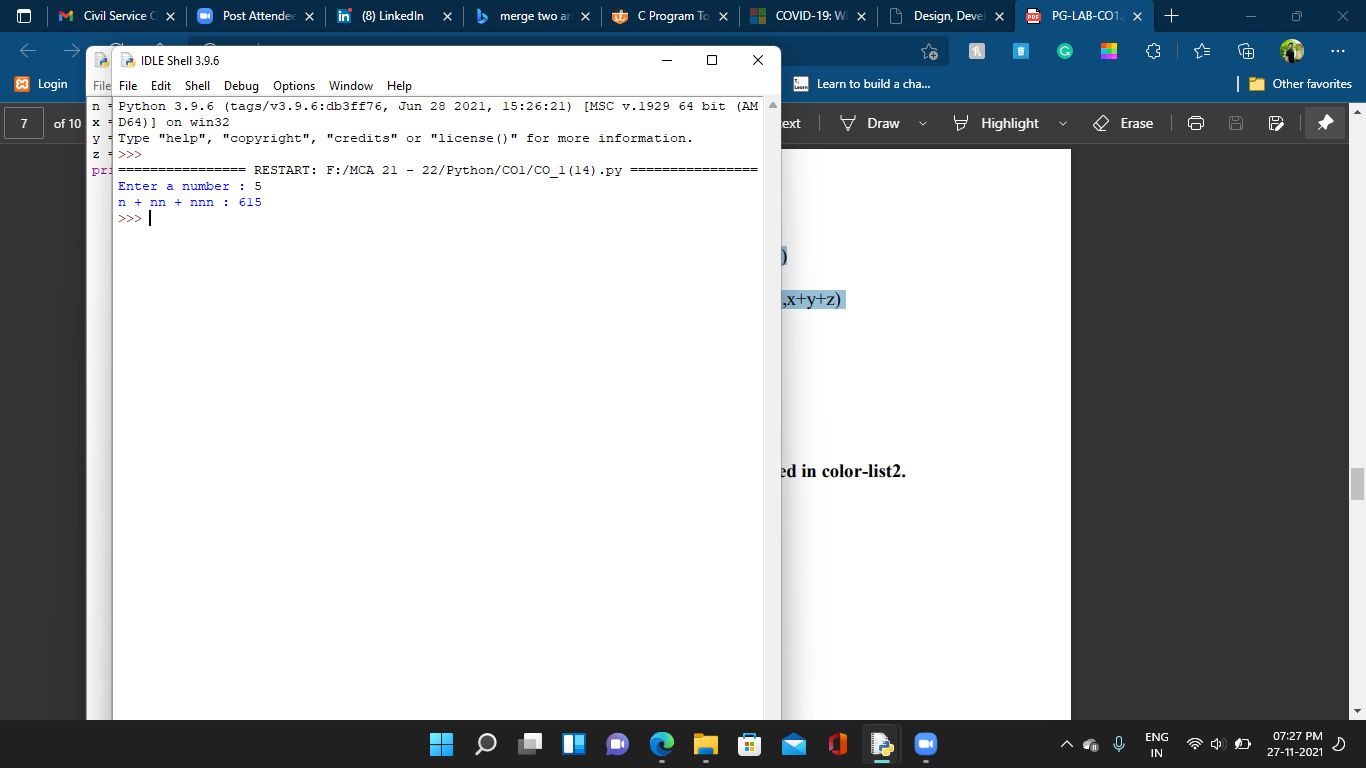 Civil Service C
Post Attende
(8) LinkedIn
merge two ar
C Program To
COVID-19: W
Design, Deve
PG-LAB-CO1.
Login
Learn to build a cha...
Other favorites
7 of 10
ext
Draw
Highlight
Erase
IDLE Shell 3.9.6
File
File Edit Shell Debug Options Window Help
n =
x =
y =
z =
pri
Python 3.9.6 (tags/v3.9.6:db3ff76, Jun 28 2021, 15:26:21) [MSC v.1929 64 bit (AM
D64)] on win32
Type "help", "copyright", "credits" or "license()" for more information.
>>>
================ RESTART: F:/MCA 21 - 22/Python/CO1/CO_1(14).py ================
Enter a number : 5
n + nn + nnn : 615
>>>
)
,x+y+z)
ed in color-list2.
ENG
IN
07:27 PM
27-11-2021